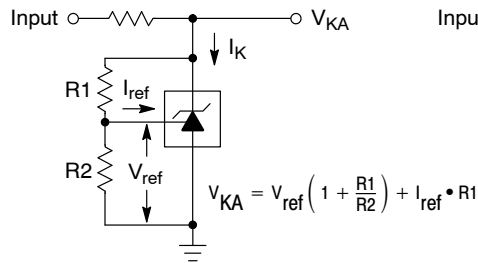 Input
V_KA
Inpu
I_K
R1
I_ref
R2
V_ref
V_KA = V_ref ( 1 + R1/R2 ) + I_ref • R1